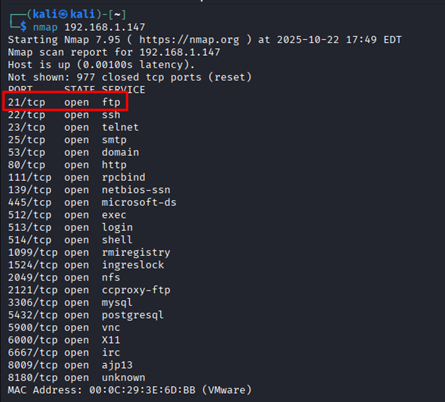 ┌──(kali㉿kali)-[~]
└─$ nmap 192.168.1.147
Starting Nmap 7.95 ( https://nmap.org ) at 2025-10-22 17:49 EDT
Nmap scan report for 192.168.1.147
Host is up (0.00100s latency).
Not shown: 977 closed tcp ports (reset)
PORT     STATE SERVICE
21/tcp   open  ftp
22/tcp   open  ssh
23/tcp   open  telnet
25/tcp   open  smtp
53/tcp   open  domain
80/tcp   open  http
111/tcp  open  rpcbind
139/tcp  open  netbios-ssn
445/tcp  open  microsoft-ds
512/tcp  open  exec
513/tcp  open  login
514/tcp  open  shell
1099/tcp open  rmiregistry
1524/tcp open  ingreslock
2049/tcp open  nfs
2121/tcp open  ccproxy-ftp
3306/tcp open  mysql
5432/tcp open  postgresql
5900/tcp open  vnc
6000/tcp open  X11
6667/tcp open  irc
8009/tcp open  ajp13
8180/tcp open  unknown
MAC Address: 00:0C:29:3E:6D:BB (VMware)